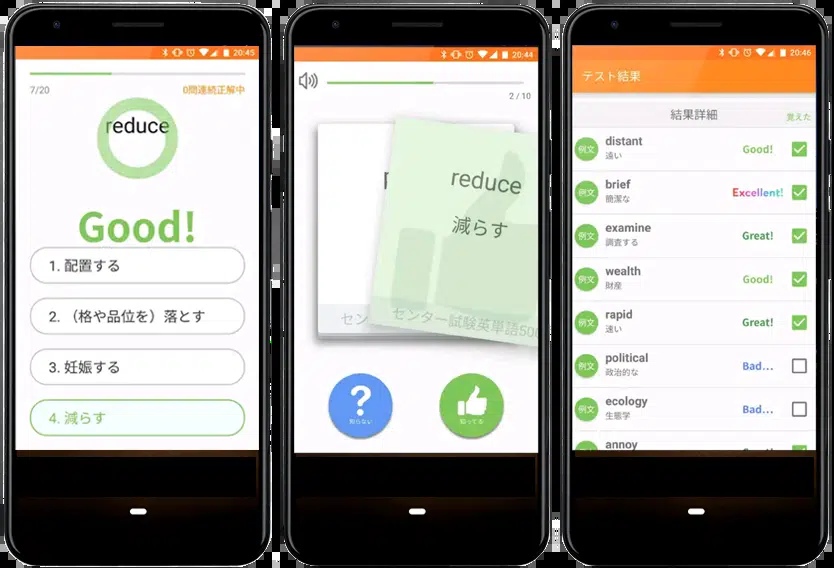 20:45
7/20
0問連続正解中
reduce
Good!
1. 配置する
2. （格や品位を）落とす
3. 妊娠する
4. 減らす
20:44
2 / 10
reduce
減らす
セン
センター試験英単語500
?
知らない
知ってる
20:46
テスト結果
結果詳細
覚えた
例文
distant
遠い
Good!
例文
brief
簡潔な
Excellent!
例文
examine
調査する
Great!
例文
wealth
財産
Good!
例文
rapid
速い
Great!
例文
political
政治的な
Bad...
例文
ecology
生態学
Bad...
例文
annoy